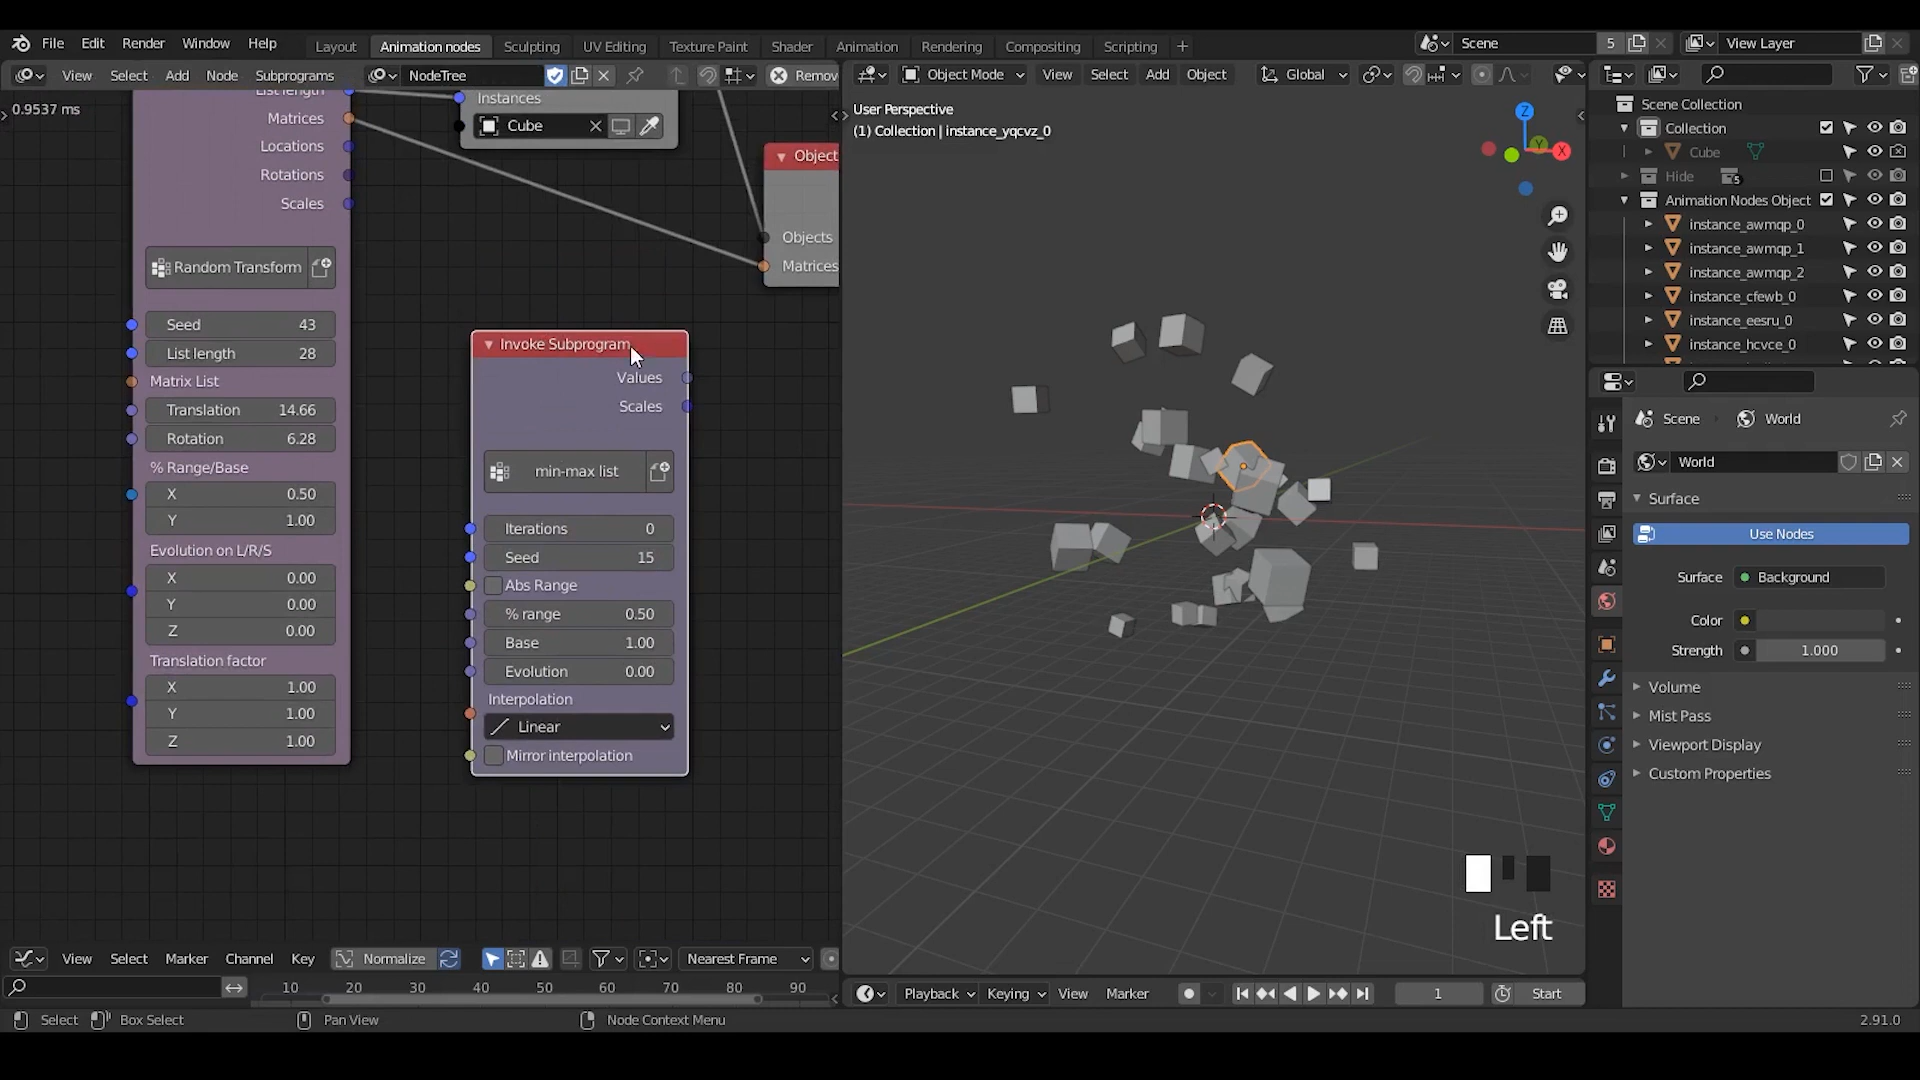 File Edit Render Window Help Layout Animation nodes Sculpting UV Editing Texture Paint Shader Animation Rendering Compositing Scripting + Scene 5 View Layer
View Select Add Node Subprograms NodeTree Remov
Object Mode View Select Add Object Global
0.9537 ms
List length
Matrices
Locations
Rotations
Scales
Random Transform
Seed 43
List length 28
Matrix List
Translation 14.66
Rotation 6.28
% Range/Base
X 0.50
Y 1.00
Evolution on L/R/S
X 0.00
Y 0.00
Z 0.00
Translation factor
X 1.00
Y 1.00
Z 1.00
Instances
Cube
Object
Objects
Matrices
Invoke Subprogram
Values
Scales
min-max list
Iterations 0
Seed 15
Abs Range
% range 0.50
Base 1.00
Evolution 0.00
Interpolation
Linear
Mirror interpolation
User Perspective
(1) Collection | instance_yqcvz_0
Z
Y
X
Left
Scene Collection
Collection
Cube
Hide 5
Animation Nodes Object
instance_awmqp_0
instance_awmqp_1
instance_awmqp_2
instance_cfewb_0
instance_eesru_0
instance_hcvce_0
Scene World
World
Surface
Use Nodes
Surface Background
Color
Strength 1.000
Volume
Mist Pass
Viewport Display
Custom Properties
View Select Marker Channel Key Normalize Nearest Frame
10 20 30 40 50 60 70 80 90
Playback Keying View Marker 1 Start
Select Box Select Pan View Node Context Menu 2.91.0